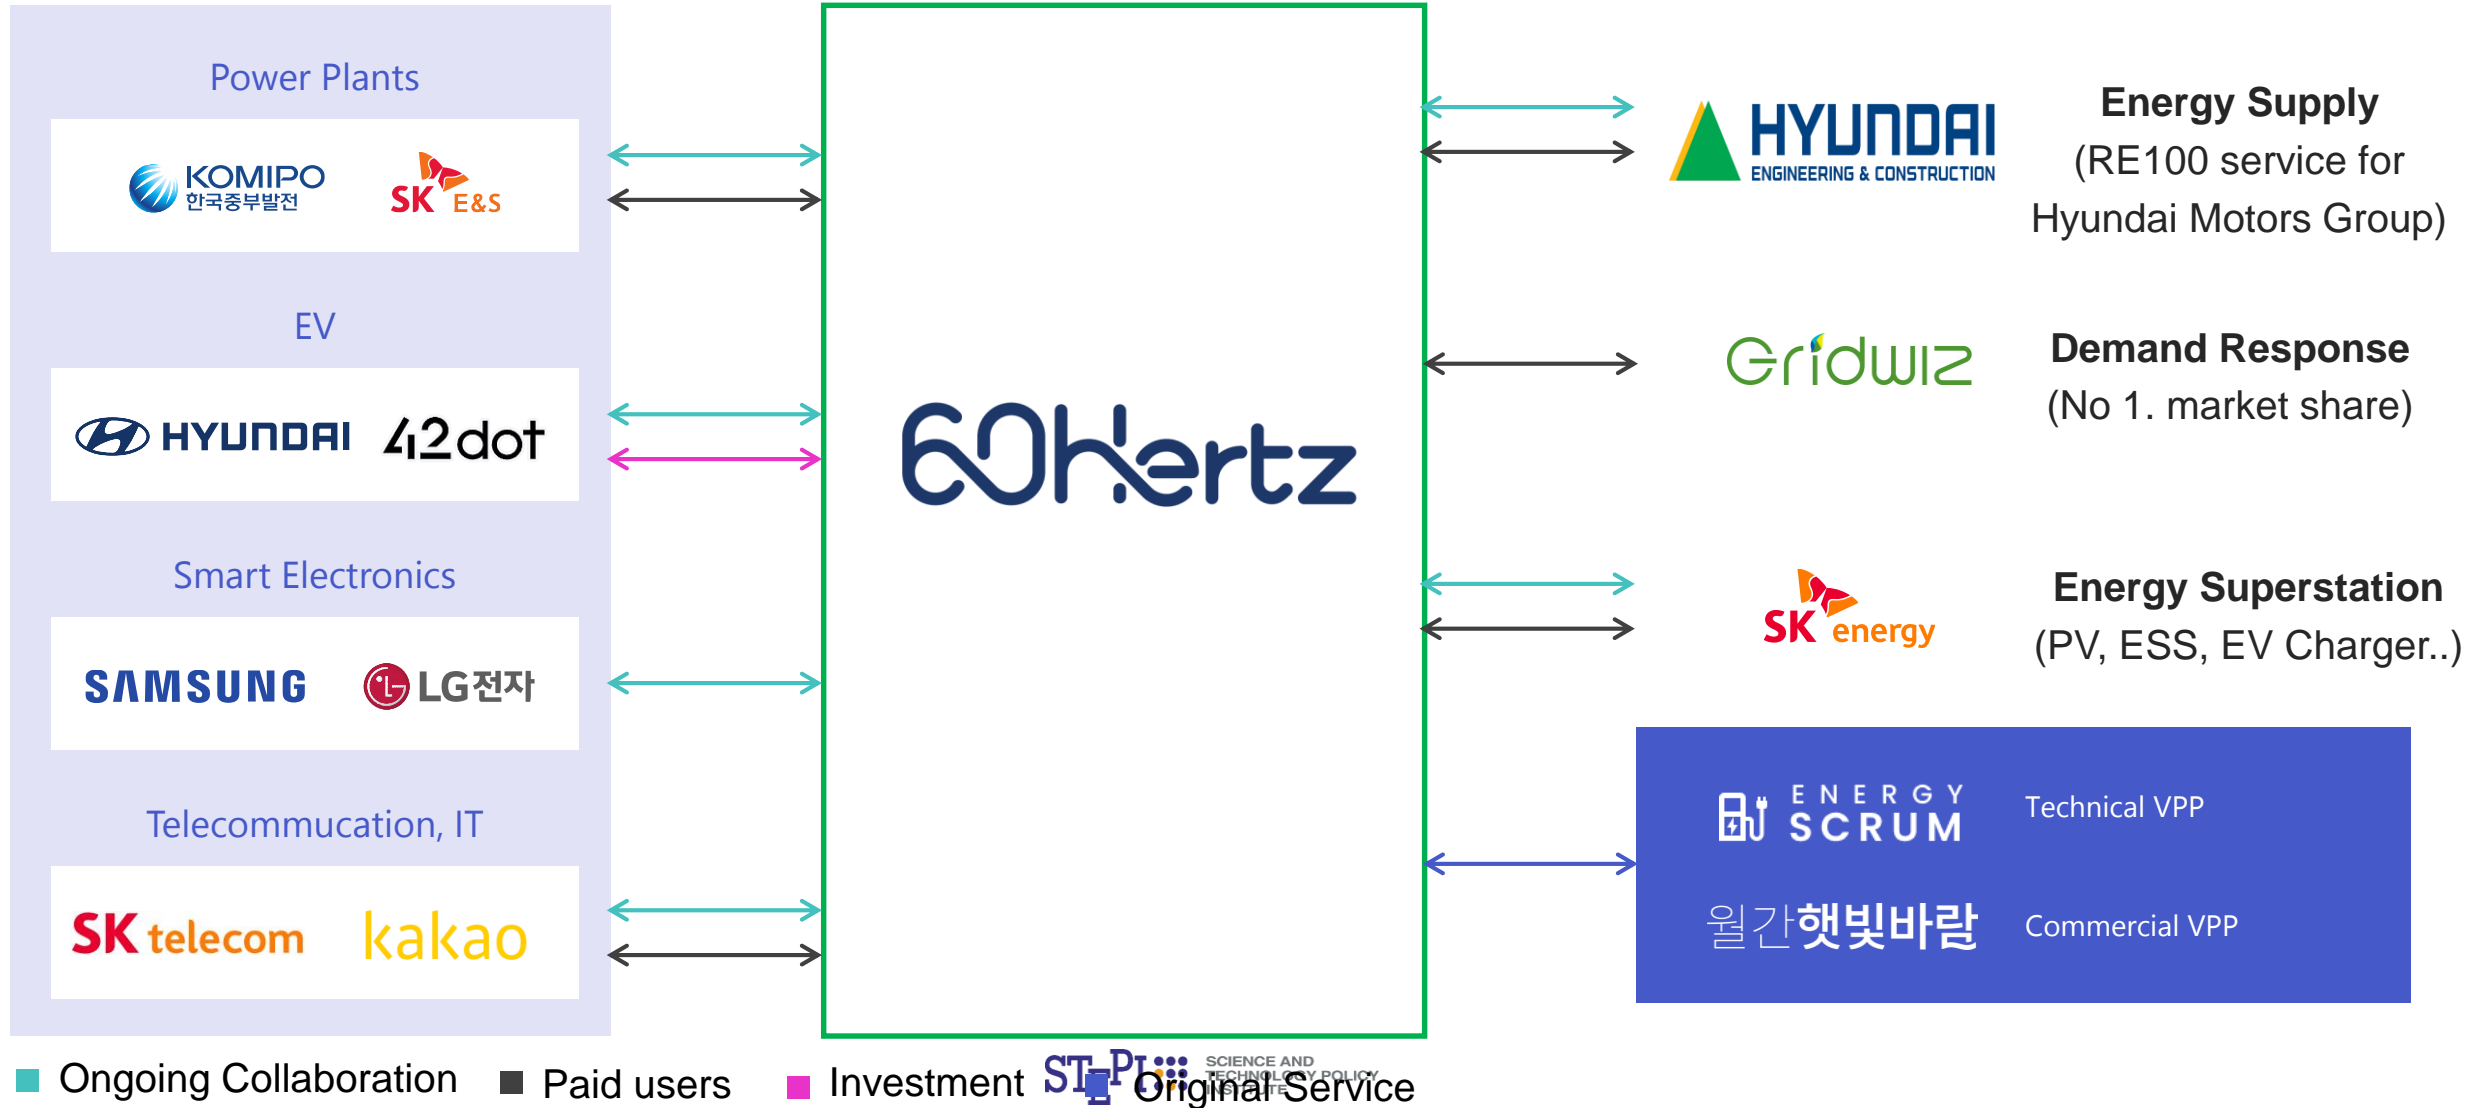 Power Plants
KOMIPO
한국중부발전
SK E&S
EV
HYUNDAI
42dot
Smart Electronics
SAMSUNG
LG전자
Telecommucation, IT
SK telecom
kakao
60Hertz
HYUNDAI
ENGINEERING & CONSTRUCTION
Energy Supply
(RE100 service for
Hyundai Motors Group)
Gridwiz
Demand Response
(No 1. market share)
SK energy
Energy Superstation
(PV, ESS, EV Charger..)
ENERGY
SCRUM
Technical VPP
월간햇빛바람
Commercial VPP
Ongoing Collaboration
Paid users
Investment
STEPI
SCIENCE AND
TECHNOLOGY POLICY
INSTITUTE
Original Service